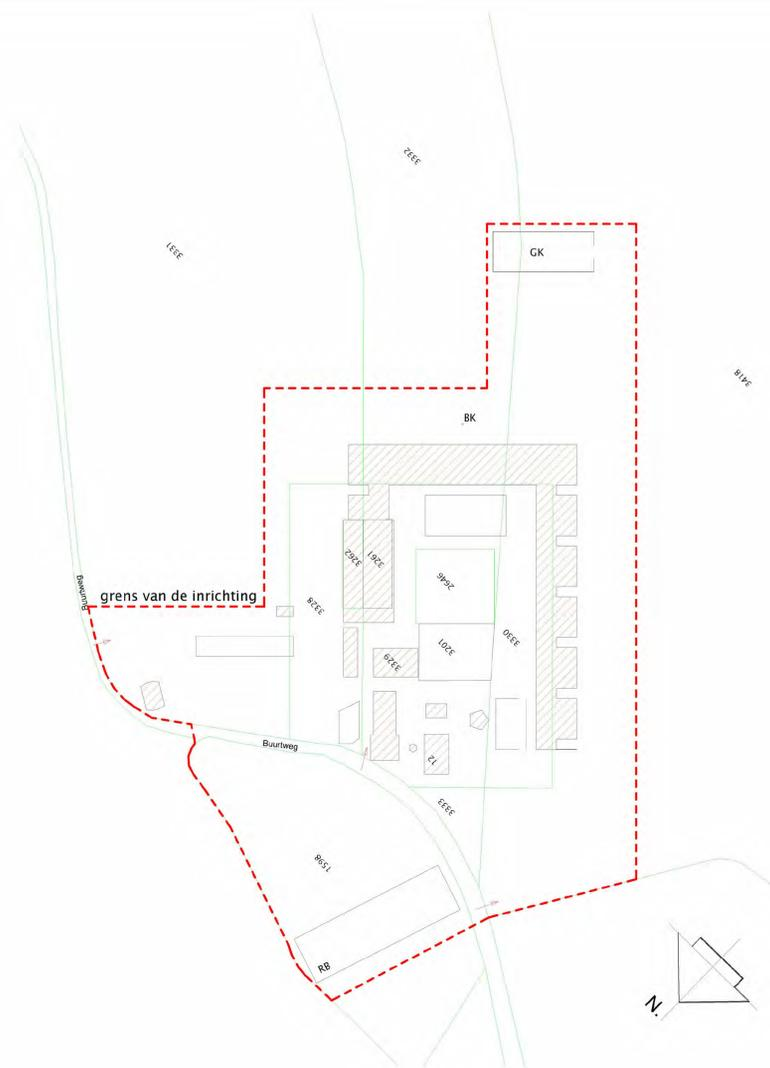 3332
3331
GK
3418
BK
3262
3261
2646
Buurtweg
grens van de inrichting
3328
3330
3201
3329
Buurtweg
12
3333
1598
RB
N.